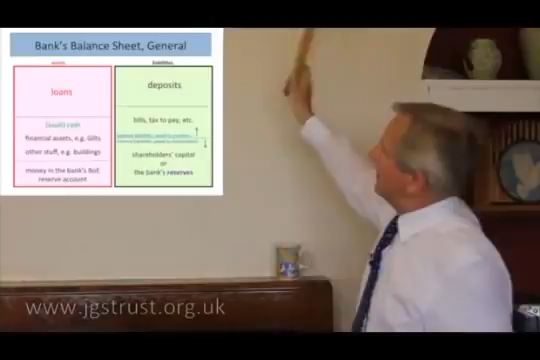 Bank's Balance Sheet, General
loans
(vault) cash
financial assets, e.g. Gilts
other stuff, e.g. buildings
money in the bank's BoE
reserve account
deposits
bills, tax to pay, etc.
shareholders' capital
or
the bank's reserves
www.jgstrust.org.uk